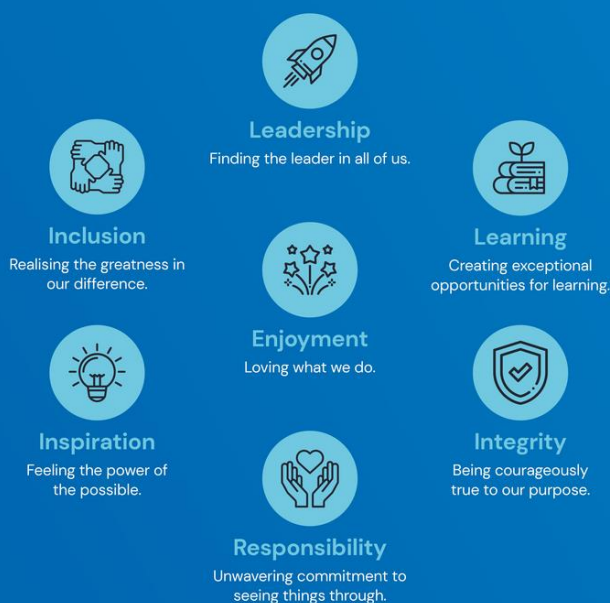 Leadership
Finding the leader in all of us.
Inclusion
Realising the greatness in
our difference.
Learning
Creating exceptional
opportunities for learning.
Enjoyment
Loving what we do.
Inspiration
Feeling the power of
the possible.
Integrity
Being courageously
true to our purpose.
Responsibility
Unwavering commitment to
seeing things through.